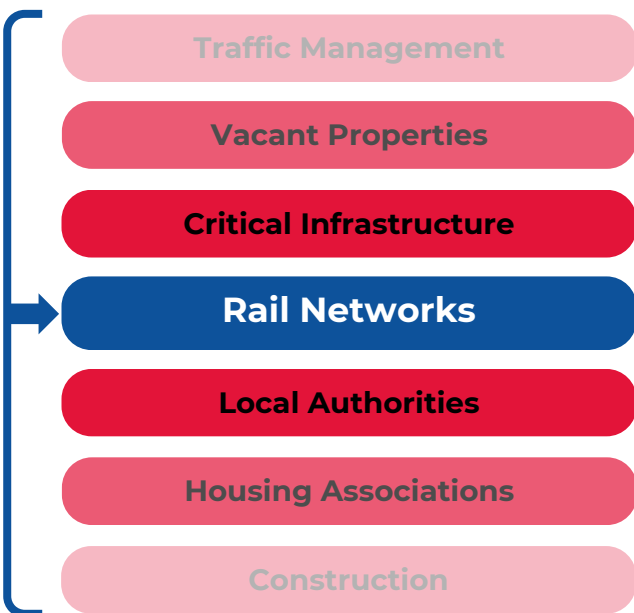 Traffic Management
Vacant Properties
Critical Infrastructure
Rail Networks
Local Authorities
Housing Associations
Construction